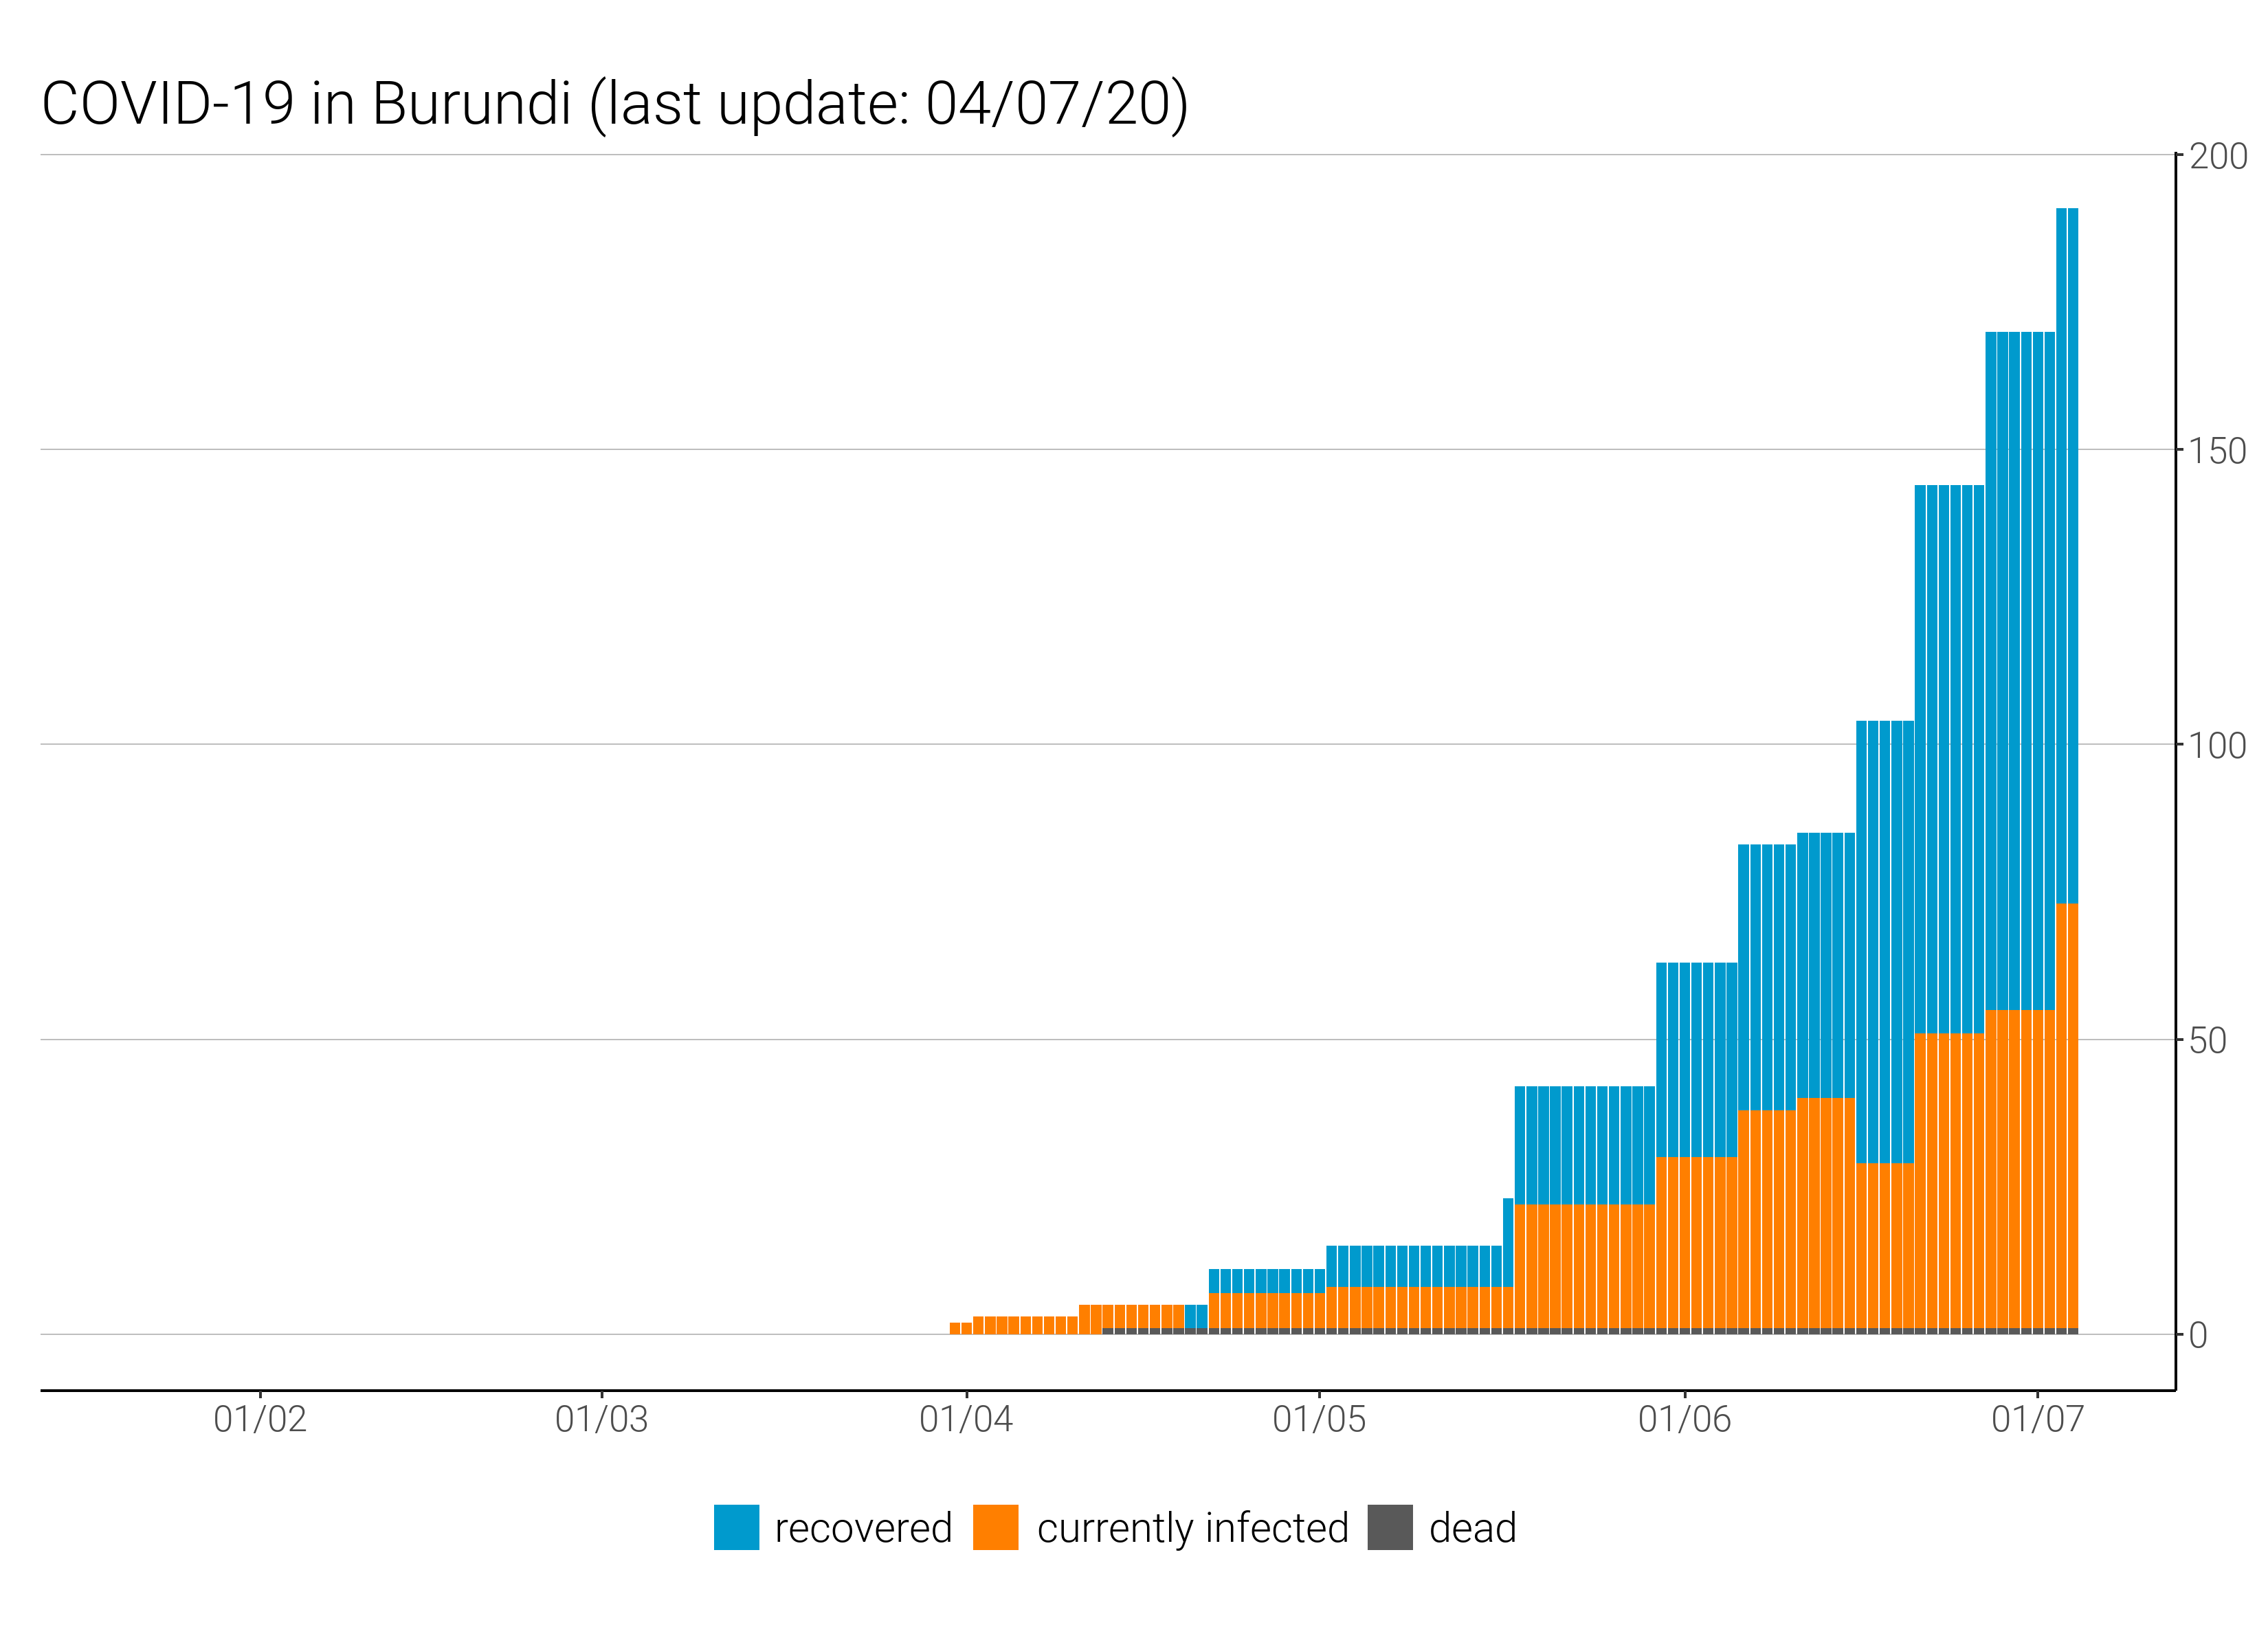 COVID-19 in Burundi (last update: 04/07/20)
200
150
100
50
0
01/02 01/03 01/04 01/05 01/06 01/07
recovered currently infected dead